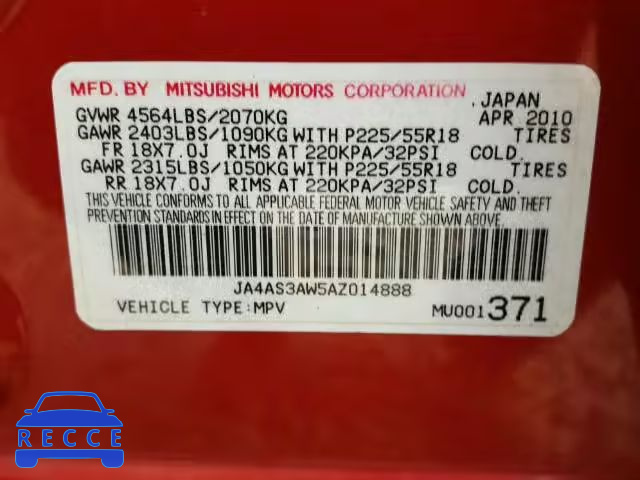 MFD. BY MITSUBISHI MOTORS CORPORATION
, JAPAN
GVWR 4564LBS/2070KG APR 2010
GAWR 2403LBS/1090KG WITH P225/55R18 TIRES
FR 18X7.0J RIMS AT 220KPA/32PSI COLD.
GAWR 2315LBS/1050KG WITH P225/55R18 TIRES
RR 18X7.0J RIMS AT 220KPA/32PSI COLD.
THIS VEHICLE CONFORMS TO ALL APPLICABLE FEDERAL MOTOR VEHICLE SAFETY AND THEFT
PREVENTION STANDARDS IN EFFECT ON THE DATE OF MANUFACTURE SHOWN ABOVE.
JA4AS3AW5AZ014888
VEHICLE TYPE:MPV MU001371
RECCE